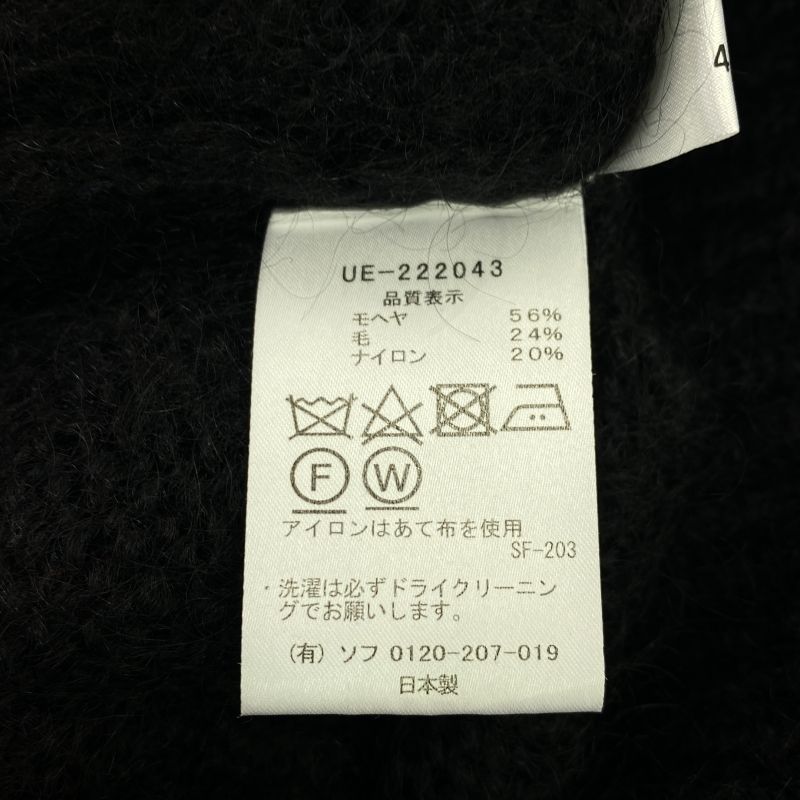 4
UE-222043
品質表示
モヘヤ 56%
毛 24%
ナイロン 20%
F W
アイロンはあて布を使用
SF-203
・洗濯は必ずドライクリーニン
グでお願いします。
(有)ソフ 0120-207-019
日本製